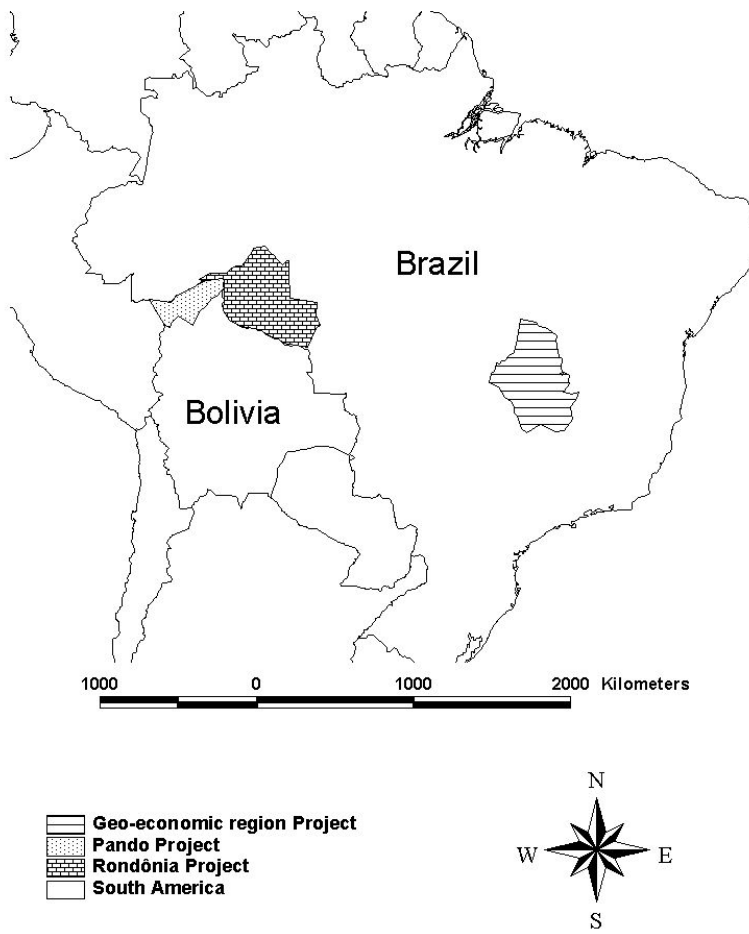 Brazil
Bolivia
1000 0 1000 2000 Kilometers
N
Geo-economic region Project
Pando Project
W E
Rondônia Project
South America
S